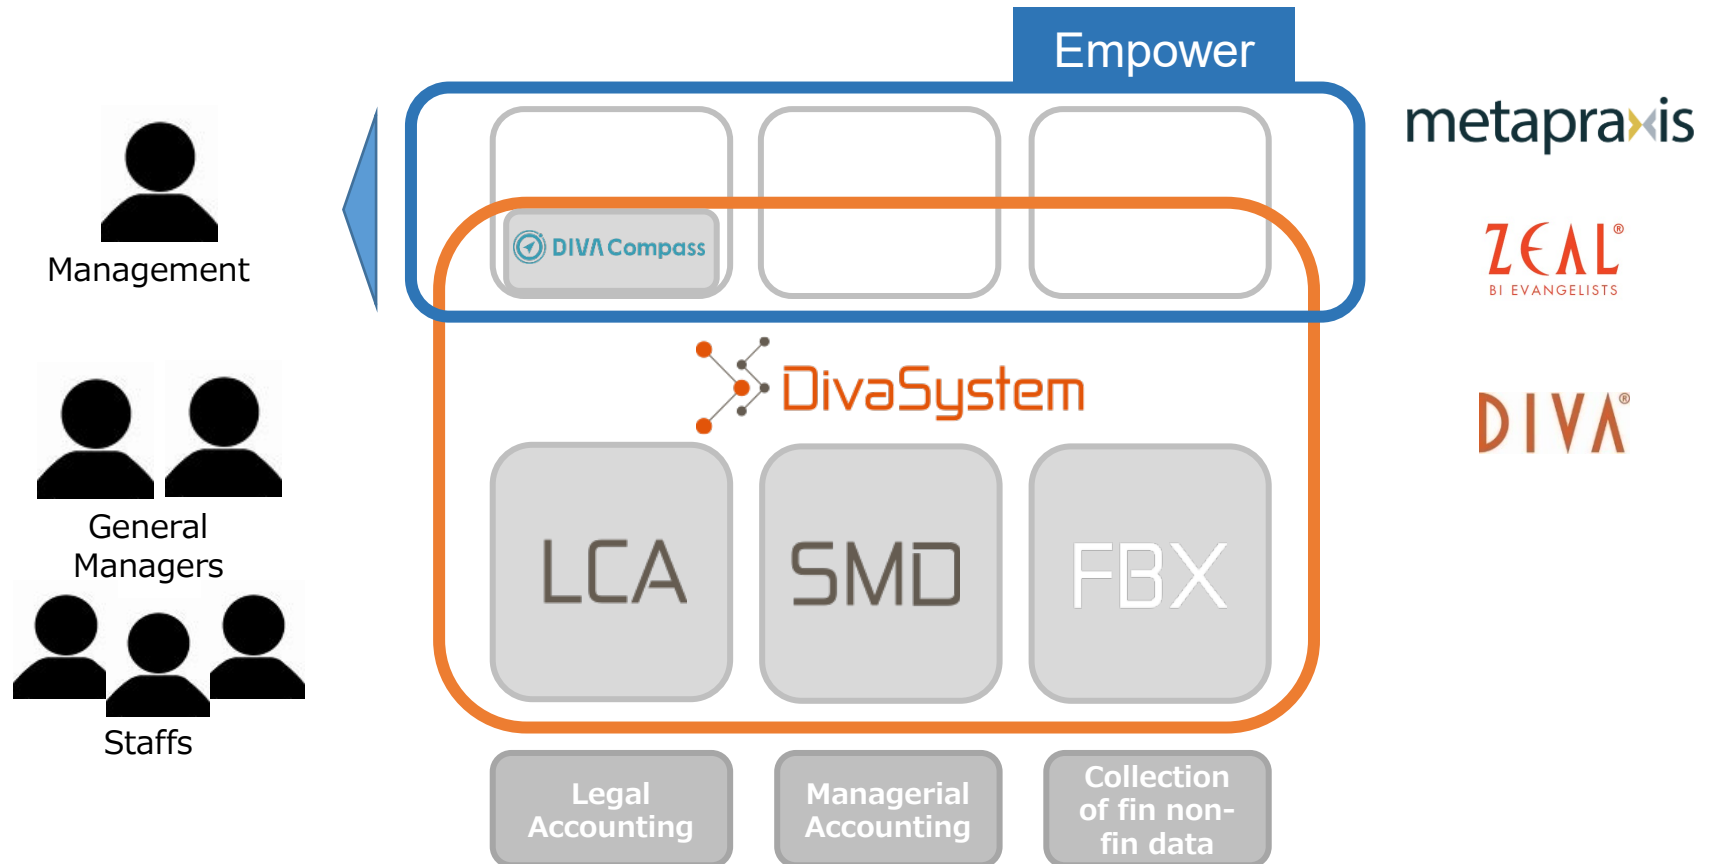 Empower
metapraxis
Management
DIVA Compass
ZEAL®
BI EVANGELISTS
DivaSystem
DIVA®
General
Managers
LCA
SMD
FBX
Staffs
Legal
Accounting
Managerial
Accounting
Collection
of fin non-
fin data